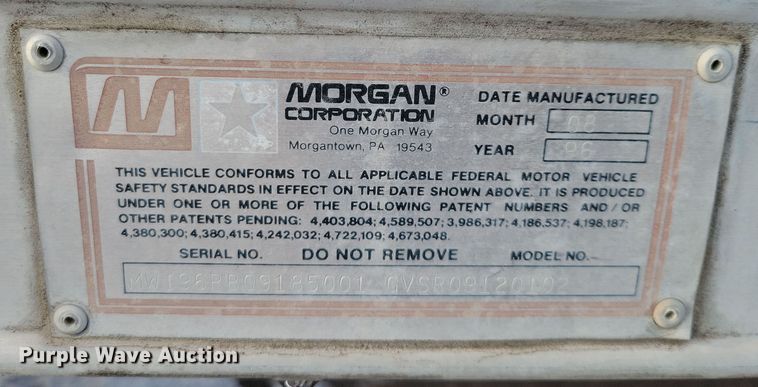 M
MORGAN®
CORPORATION
One Morgan Way
Morgantown, PA 19543
DATE MANUFACTURED
MONTH 08
YEAR 96
THIS VEHICLE CONFORMS TO ALL APPLICABLE FEDERAL MOTOR VEHICLE
SAFETY STANDARDS IN EFFECT ON THE DATE SHOWN ABOVE. IT IS PRODUCED
UNDER ONE OR MORE OF THE FOLLOWING PATENT NUMBERS AND/OR
OTHER PATENTS PENDING: 4,403,804; 4,589,507; 3,986,317; 4,186,537; 4,198,187;
4,380,300; 4,380,415; 4,242,032; 4,722,109; 4,673,048.
SERIAL NO. DO NOT REMOVE MODEL NO.
Purple Wave Auction